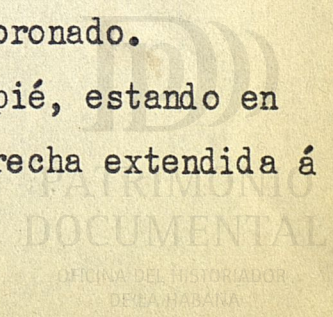 oronado.
pié, estando en
recha extendida á
PATRIMONIO
DOCUMENTAL
OFICINA DEL HISTORIADOR
DE LA HABANA